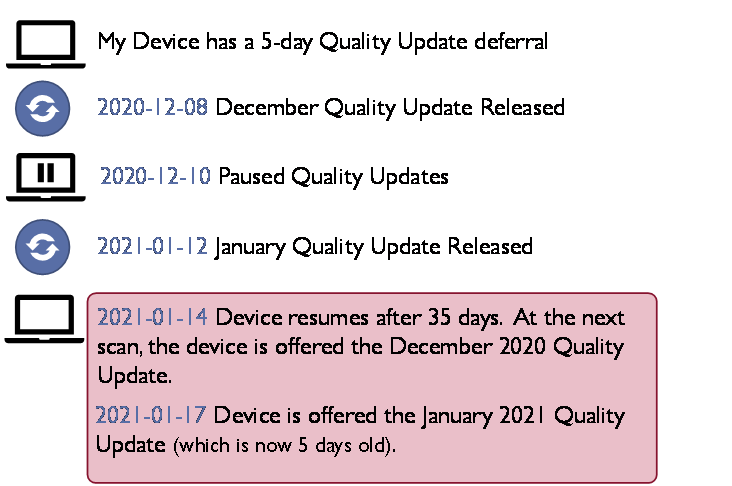 My Device has a 5-day Quality Update deferral
2020-12-08 December Quality Update Released
2020-12-10 Paused Quality Updates
2021-01-12 January Quality Update Released
2021-01-14 Device resumes after 35 days. At the next
scan, the device is offered the December 2020 Quality
Update.
2021-01-17 Device is offered the January 2021 Quality
Update (which is now 5 days old).